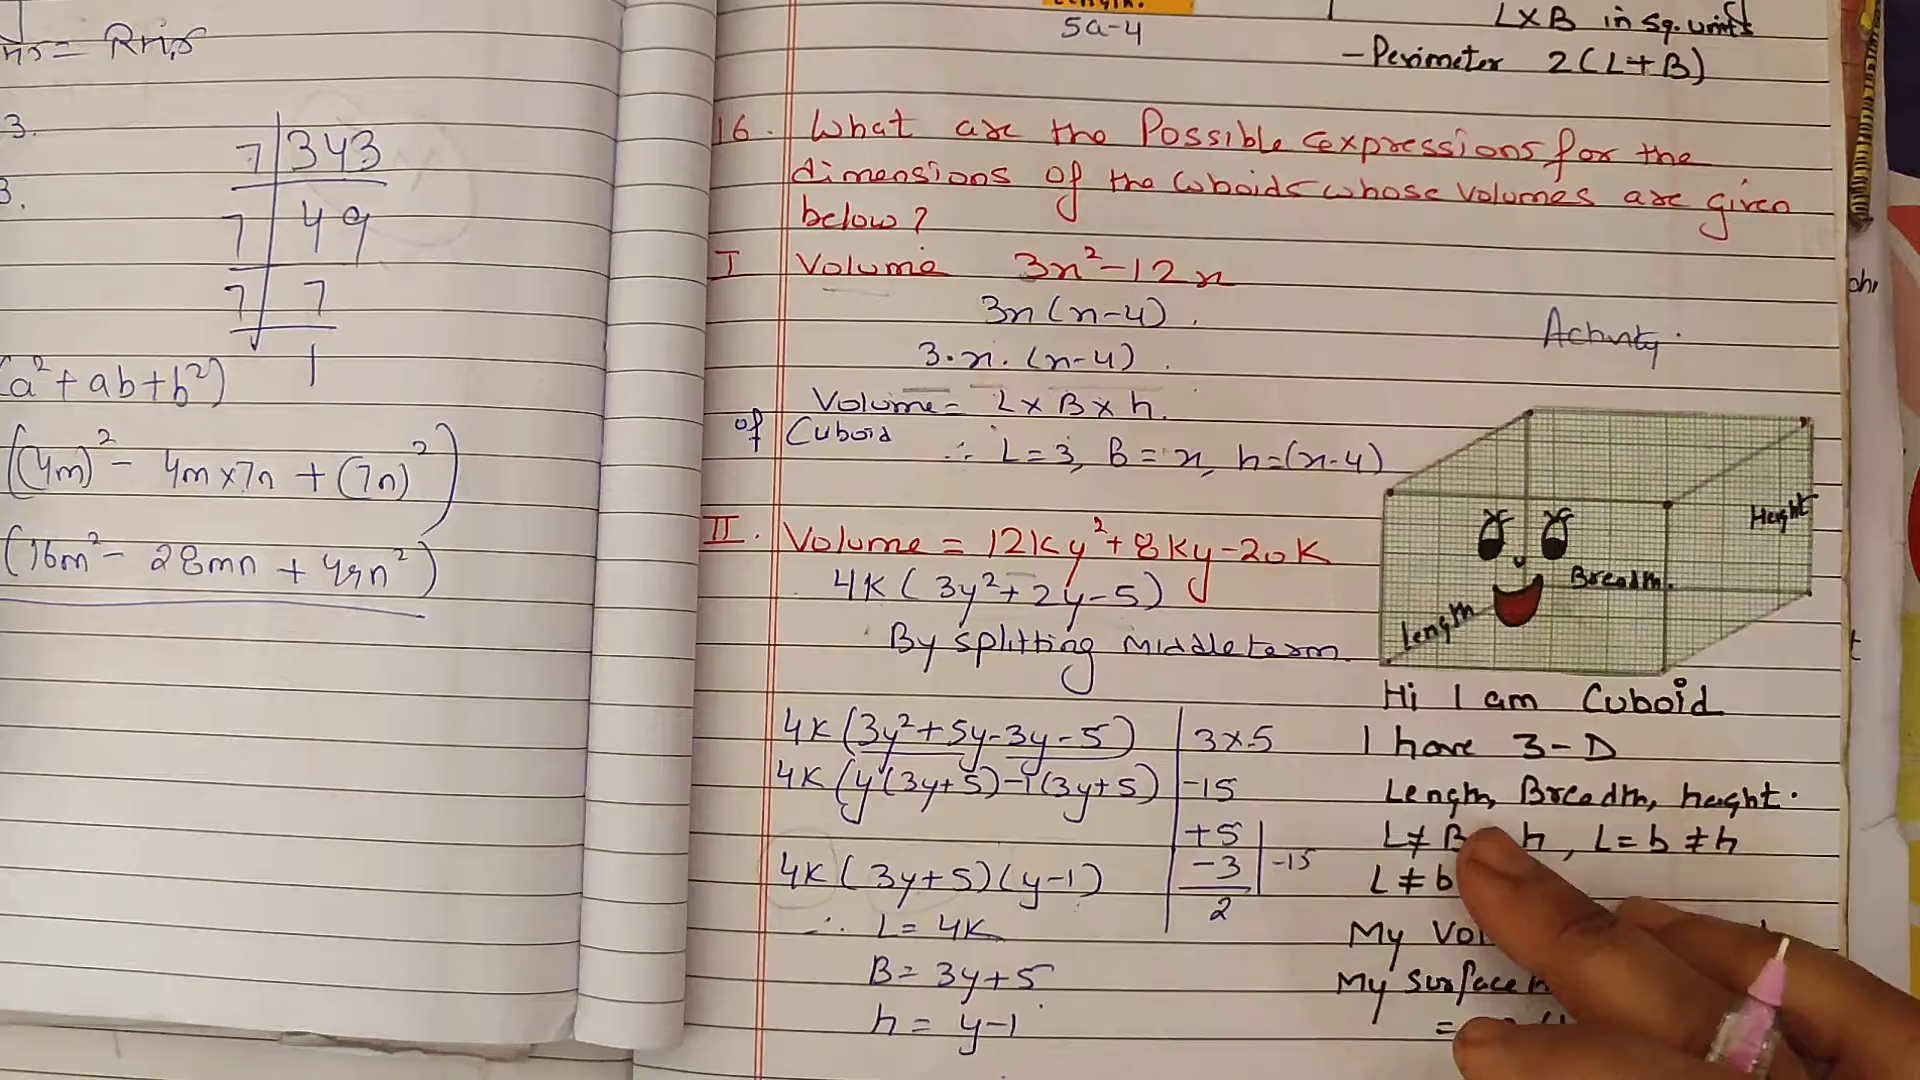 = RHS
3.
7 | 343
7 | 49
7 | 7
1
3.
(a² + ab + b²)
((4m)² - 4m x 7n + (7n)²)
(16m² - 28mn + 49n²)
5a-4
L x B in sq. units
- Perimeter 2(L+B)
16. What are the Possible expressions for the
dimensions of the cuboids whose volumes are given
below?
I Volume 3x²-12x
3x(x-4).
3.x.(x-4).
Volume = L x B x h.
of Cuboid
∴ L=3, B=x, h=(x-4)
II. Volume = 12ky²+8ky-20k
4k(3y²+2y-5)
By splitting middle term.
4k(3y²+5y-3y-5)
4k(y(3y+5)-1(3y+5)
4k(3y+5)(y-1)
∴ L= 4k
B= 3y+5
h= y-1
3x-5
-15
+5
-3 | -15
2
Activity.
Height
Breadth.
Length
Hi I am Cuboid
I have 3-D
Length, Breadth, height.
L≠B h, L=b≠h
L≠b
My Vol
My surface
=